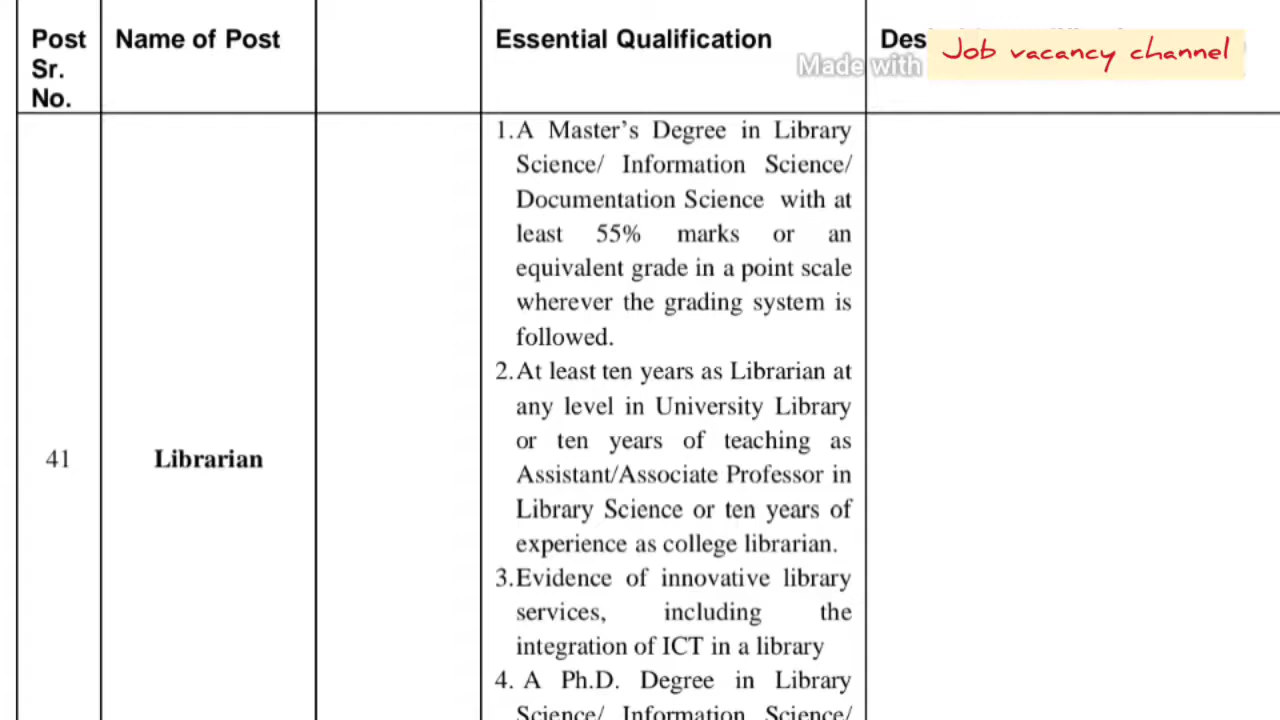 Post
Sr.
No.
Name of Post
Essential Qualification
Des
Made with
Job vacancy channel
41
Librarian
1.A Master's Degree in Library
Science/ Information Science/
Documentation Science with at
least 55% marks or an
equivalent grade in a point scale
wherever the grading system is
followed.
2.At least ten years as Librarian at
any level in University Library
or ten years of teaching as
Assistant/Associate Professor in
Library Science or ten years of
experience as college librarian.
3.Evidence of innovative library
services, including the
integration of ICT in a library
4. A Ph.D. Degree in Library
Science/ Information Science/